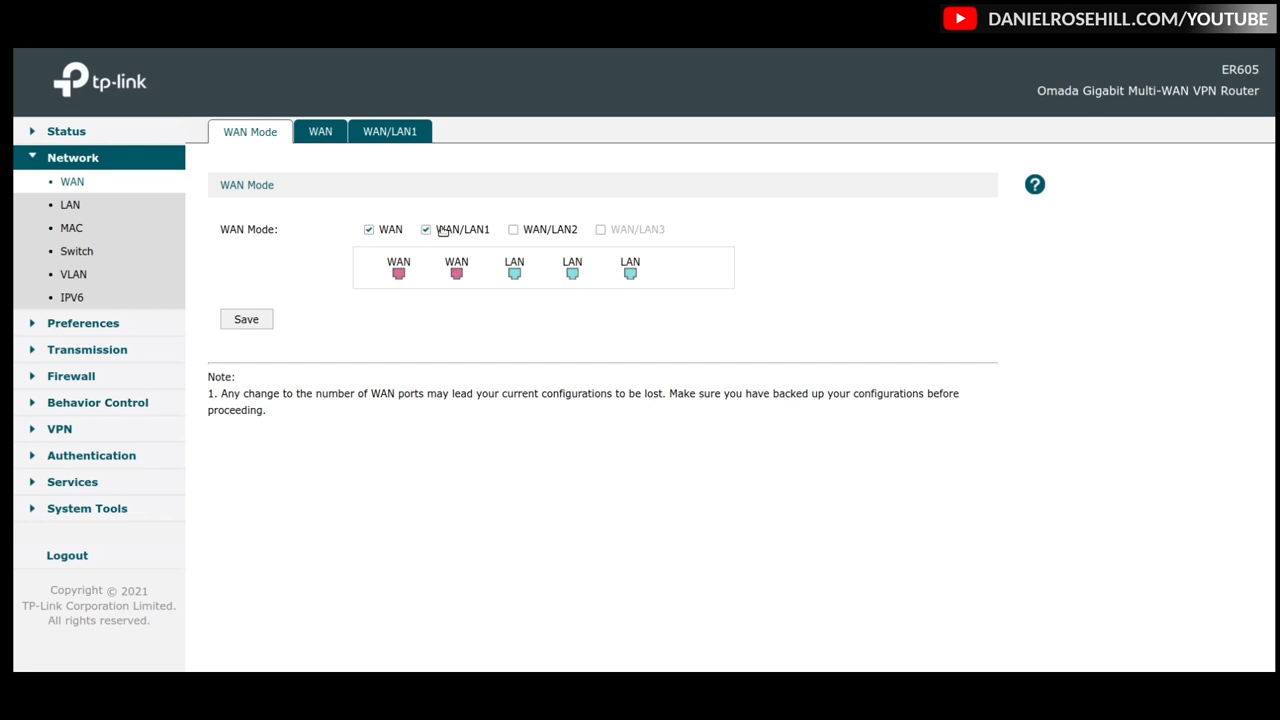 DANIELROSEHILL.COM/YOUTUBE
tp-link
ER605
Omada Gigabit Multi-WAN VPN Router
Status
Network
WAN
LAN
MAC
Switch
VLAN
IPV6
Preferences
Transmission
Firewall
Behavior Control
VPN
Authentication
Services
System Tools
Logout
Copyright © 2021
TP-Link Corporation Limited.
All rights reserved.
WAN Mode WAN WAN/LAN1
WAN Mode
?
WAN Mode: WAN WAN/LAN1 WAN/LAN2 WAN/LAN3
WAN WAN LAN LAN LAN
Save
Note:
1. Any change to the number of WAN ports may lead your current configurations to be lost. Make sure you have backed up your configurations before
proceeding.